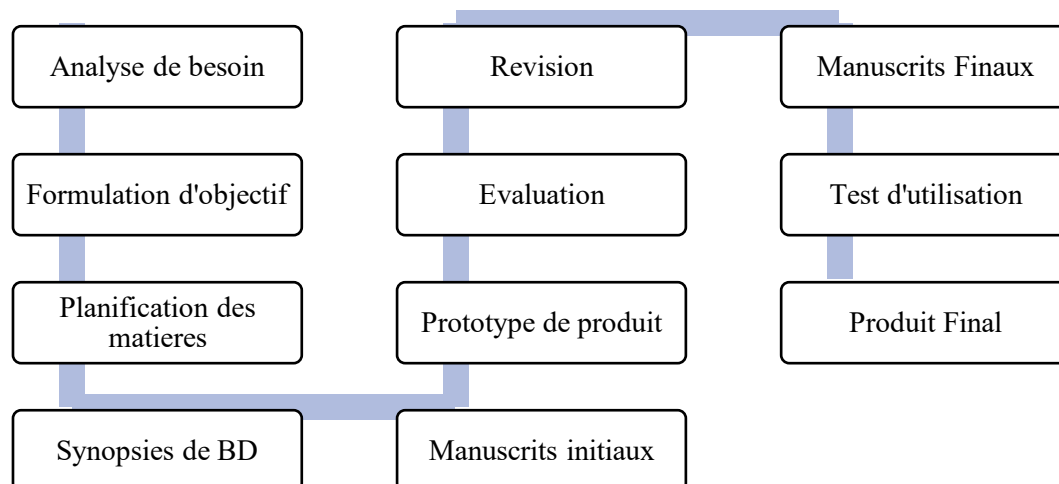 Analyse de besoin
Formulation d'objectif
Planification des
matieres
Synopsies de BD
Manuscrits initiaux
Prototype de produit
Evaluation
Revision
Manuscrits Finaux
Test d'utilisation
Produit Final